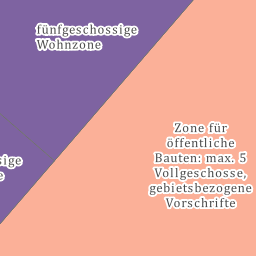 fünfgeschossige
Wohnzone
Zone für
öffentliche
Bauten: max. 5
Vollgeschosse,
gebietsbezogene
Vorschrifte